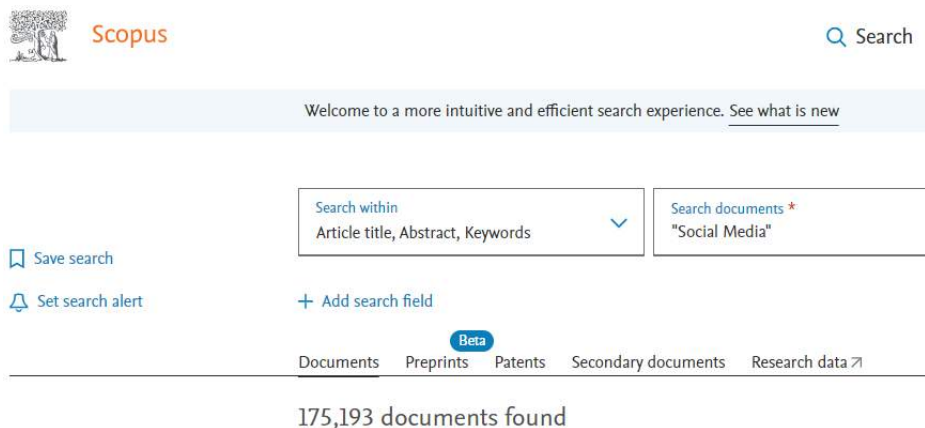 Scopus
Search
Welcome to a more intuitive and efficient search experience. See what is new
Search within
Article title, Abstract, Keywords
Search documents *
"Social Media"
Save search
Set search alert
+ Add search field
Beta
Documents Preprints Patents Secondary documents Research data
175,193 documents found